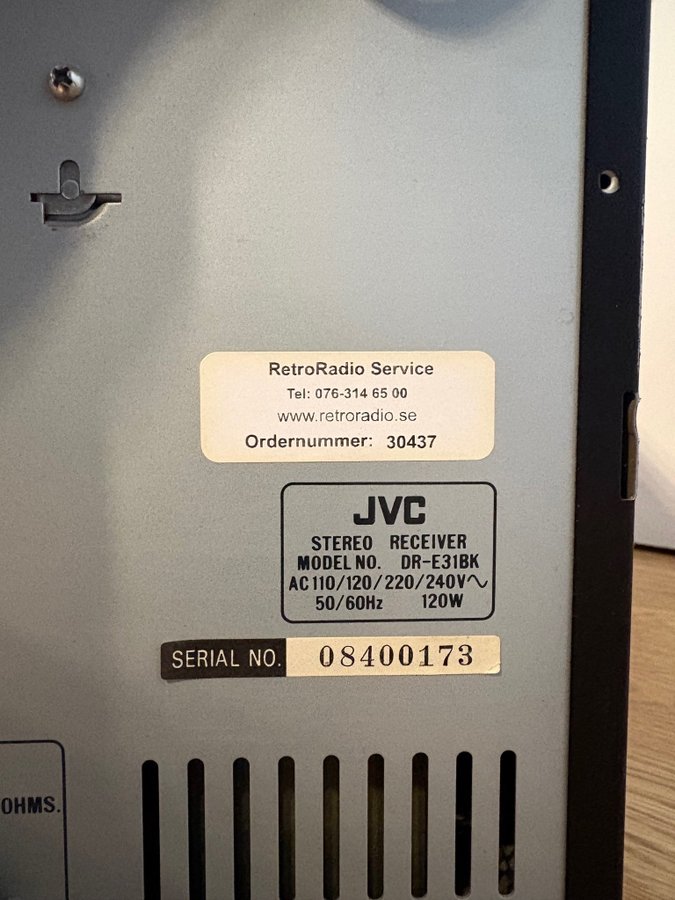 RetroRadio Service
Tel: 076-314 65 00
www.retroradio.se
Ordernummer: 30437
JVC
STEREO RECEIVER
MODEL NO. DR-E31BK
AC 110/120/220/240V∿
50/60Hz 120W
SERIAL NO. 08400173
OHMS.